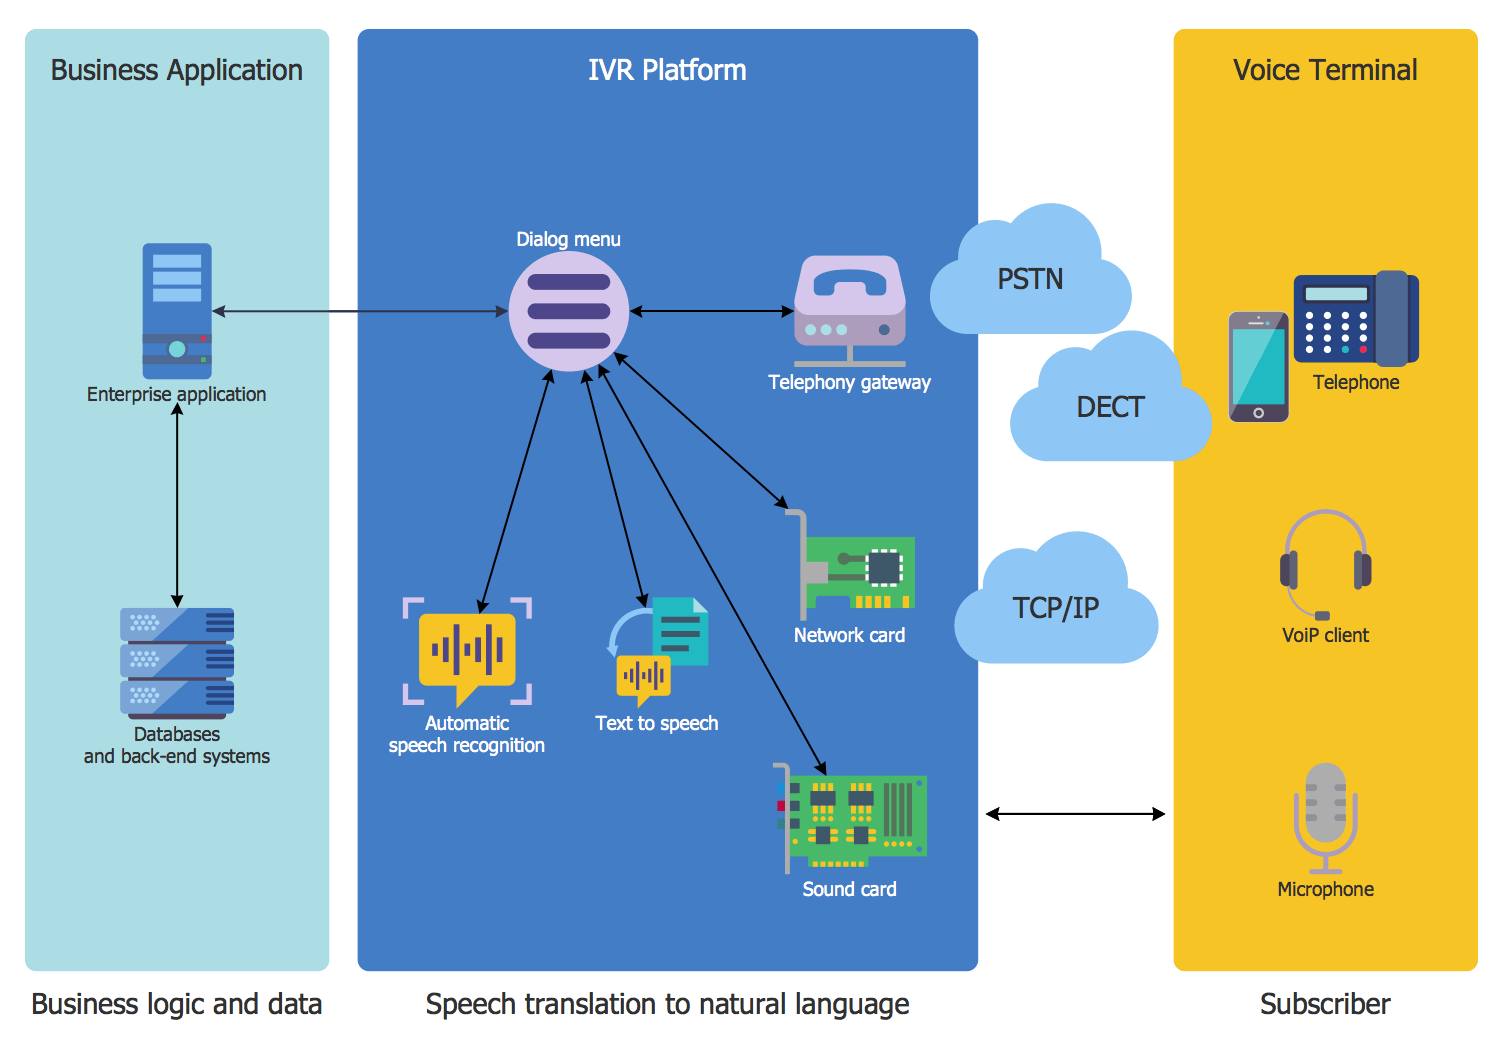 Business Application
IVR Platform
Voice Terminal
Dialog menu
PSTN
Telephony gateway
Telephone
Enterprise application
DECT
TCP/IP
Network card
VoiP client
Automatic
speech recognition
Text to speech
Databases
and back-end systems
Sound card
Microphone
Business logic and data
Speech translation to natural language
Subscriber